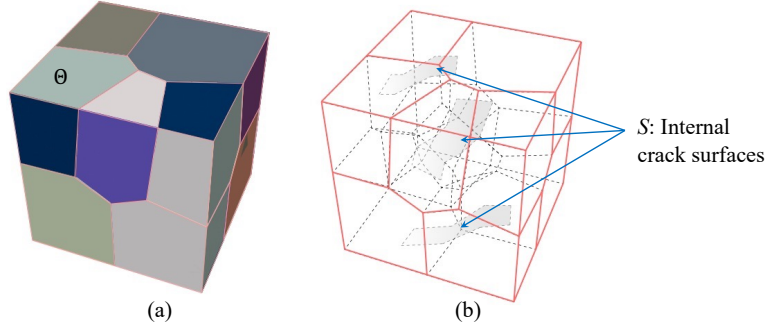 Θ
S: Internal
crack surfaces
(a)
(b)